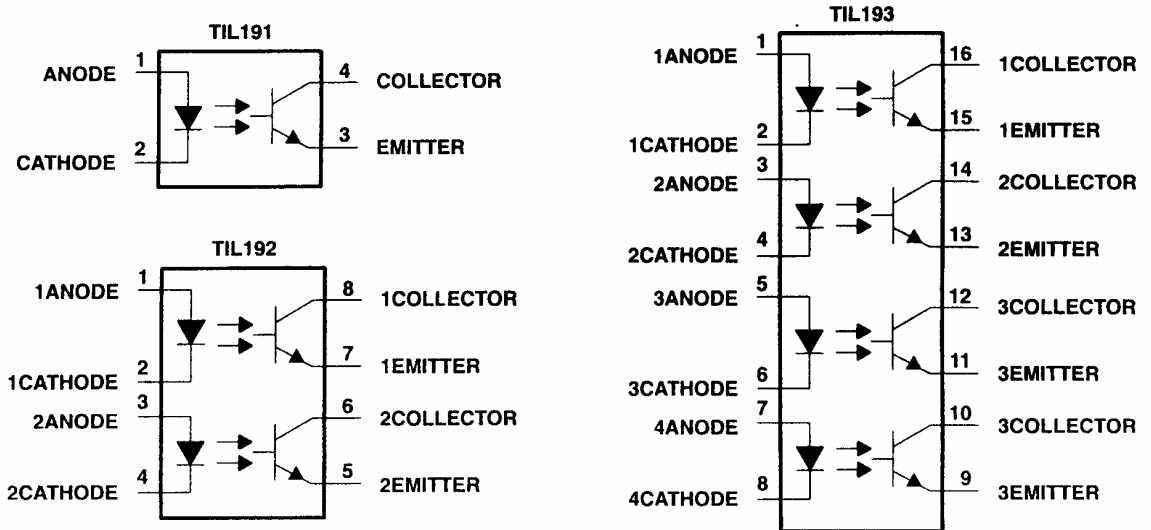 TIL191
ANODE 1
4 COLLECTOR
3 EMITTER
CATHODE 2
TIL192
1ANODE 1
8 1COLLECTOR
7 1EMITTER
1CATHODE 2
2ANODE 3
6 2COLLECTOR
5 2EMITTER
2CATHODE 4
TIL193
1ANODE 1
16 1COLLECTOR
15 1EMITTER
1CATHODE 2
2ANODE 3
14 2COLLECTOR
13 2EMITTER
2CATHODE 4
3ANODE 5
12 3COLLECTOR
11 3EMITTER
3CATHODE 6
4ANODE 7
10 3COLLECTOR
9 3EMITTER
4CATHODE 8